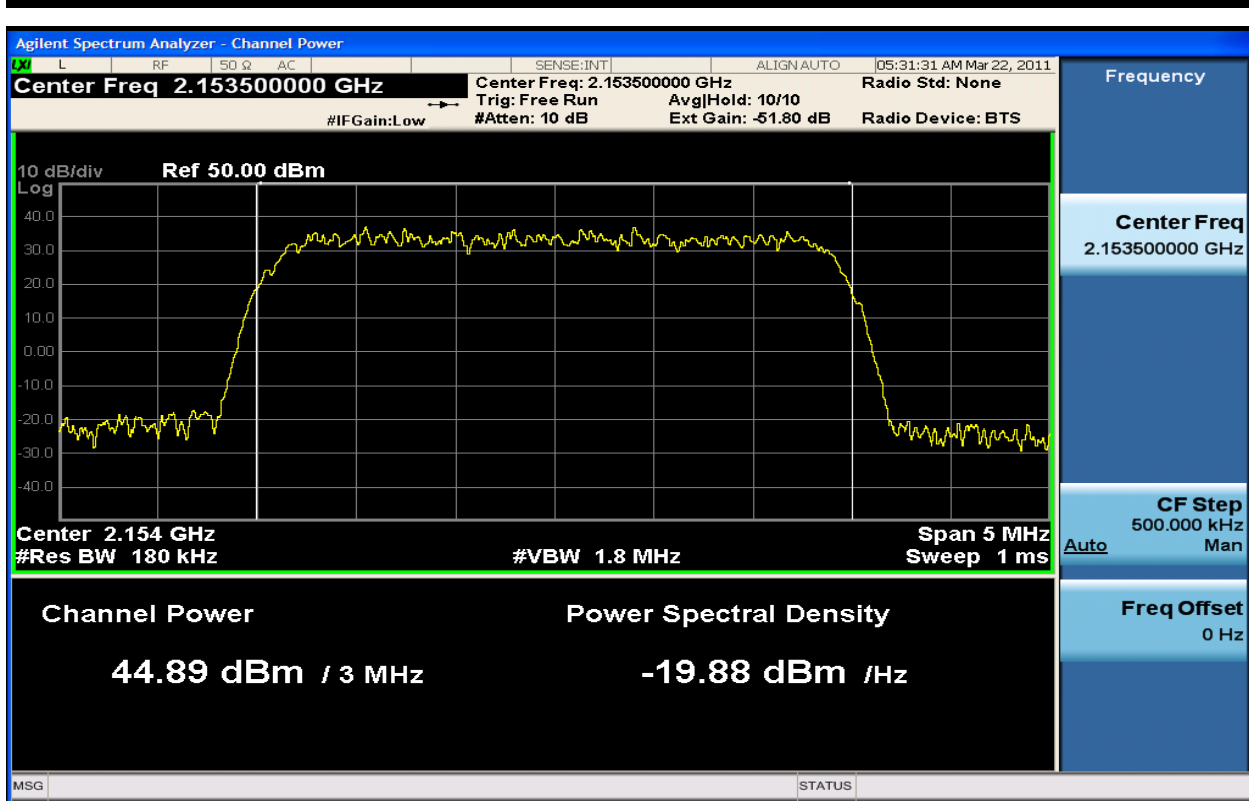 Agilent Spectrum Analyzer - Channel Power
LXI L RF 50 Ω AC SENSE:INT ALIGN AUTO 05:31:31 AM Mar 22, 2011
Center Freq 2.153500000 GHz
#IFGain:Low
Center Freq: 2.153500000 GHz
Trig: Free Run Avg|Hold: 10/10
#Atten: 10 dB Ext Gain: -51.80 dB
Radio Std: None
Radio Device: BTS
10 dB/div Ref 50.00 dBm
Log
40.0
30.0
20.0
10.0
0.00
-10.0
-20.0
-30.0
-40.0
Center 2.154 GHz Span 5 MHz
#Res BW 180 kHz #VBW 1.8 MHz Sweep 1 ms
Channel Power Power Spectral Density
44.89 dBm / 3 MHz -19.88 dBm /Hz
Frequency
Center Freq
2.153500000 GHz
CF Step
500.000 kHz
Auto Man
Freq Offset
0 Hz
MSG STATUS